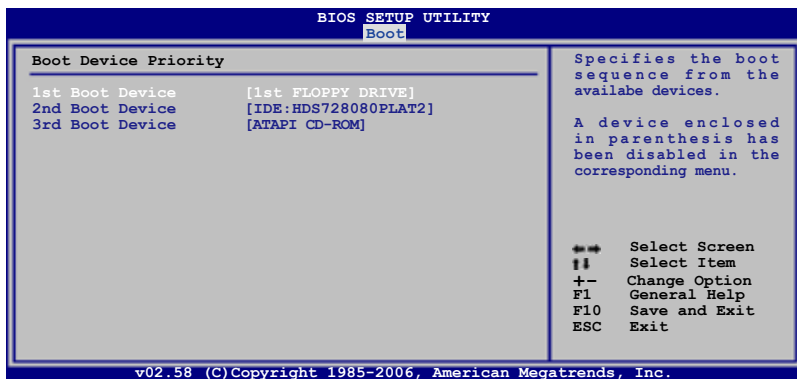 BIOS SETUP UTILITY
Boot
Boot Device Priority
1st Boot Device [1st FLOPPY DRIVE]
2nd Boot Device [IDE:HDS728080PLAT2]
3rd Boot Device [ATAPI CD-ROM]
Specifies the boot
sequence from the
availabe devices.
A device enclosed
in parenthesis has
been disabled in the
corresponding menu.
←→ Select Screen
↑↓ Select Item
+- Change Option
F1 General Help
F10 Save and Exit
ESC Exit
v02.58 (C)Copyright 1985-2006, American Megatrends, Inc.